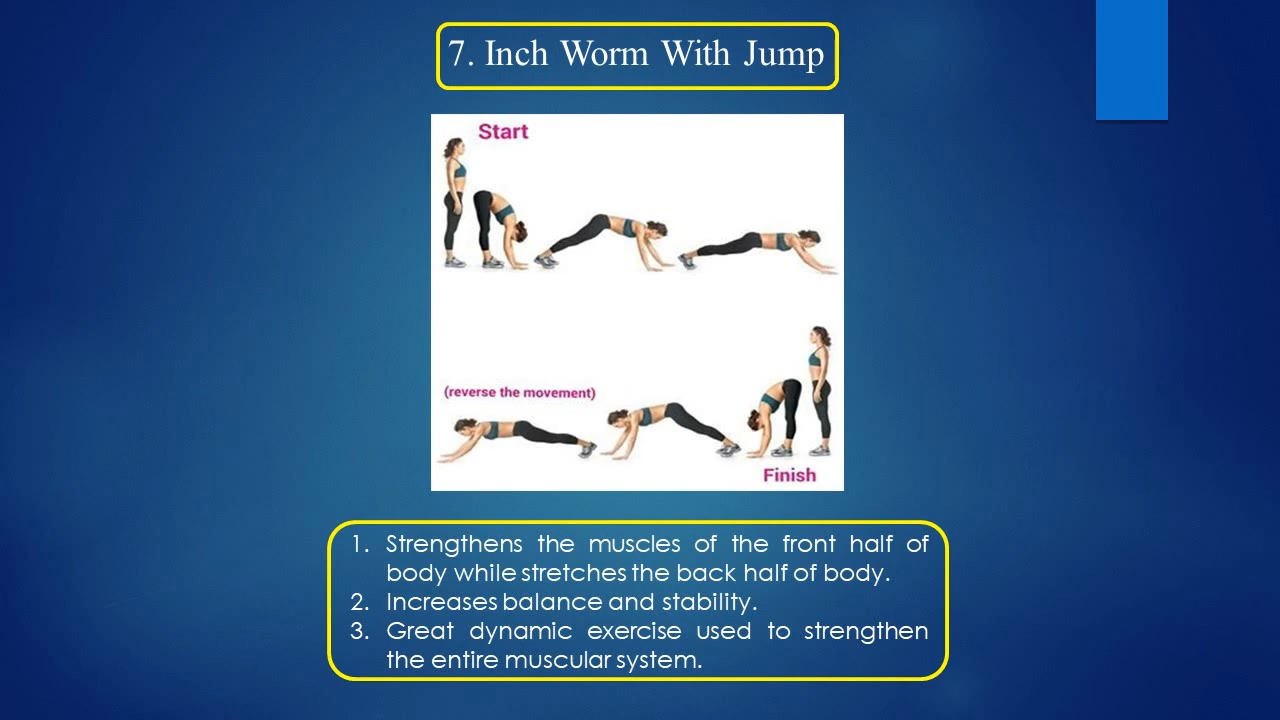 7. Inch Worm With Jump
Start
(reverse the movement)
Finish
1. Strengthens the muscles of the front half of
body while stretches the back half of body.
2. Increases balance and stability.
3. Great dynamic exercise used to strengthen
the entire muscular system.